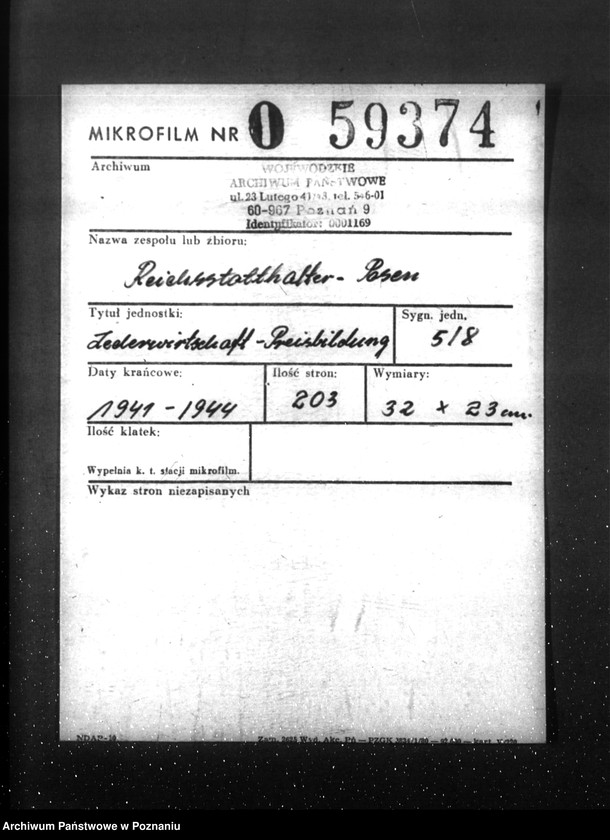 MIKROFILM NR 0 59374
Archiwum
WOJEWÓDZKIE
ARCHIWUM PAŃSTWOWE
ul. 23 Lutego 41/43, tel. 546-01
60-967 Poznań 9
Identyfikator: 0001169
Nazwa zespołu lub zbioru:
Reichsstatthalter - Posen
Tytuł jednostki:
Sygn. jedn.
Lederwirtschaft - Preisbildung
518
Daty krańcowe:
Ilość stron:
Wymiary:
1941 - 1944
203
32 x 23 cm.
Ilość klatek:
Wypełnia k. t. stacji mikrofilm.
Wykaz stron niezapisanych
NDAP-10
Archiwum Państwowe w Poznaniu